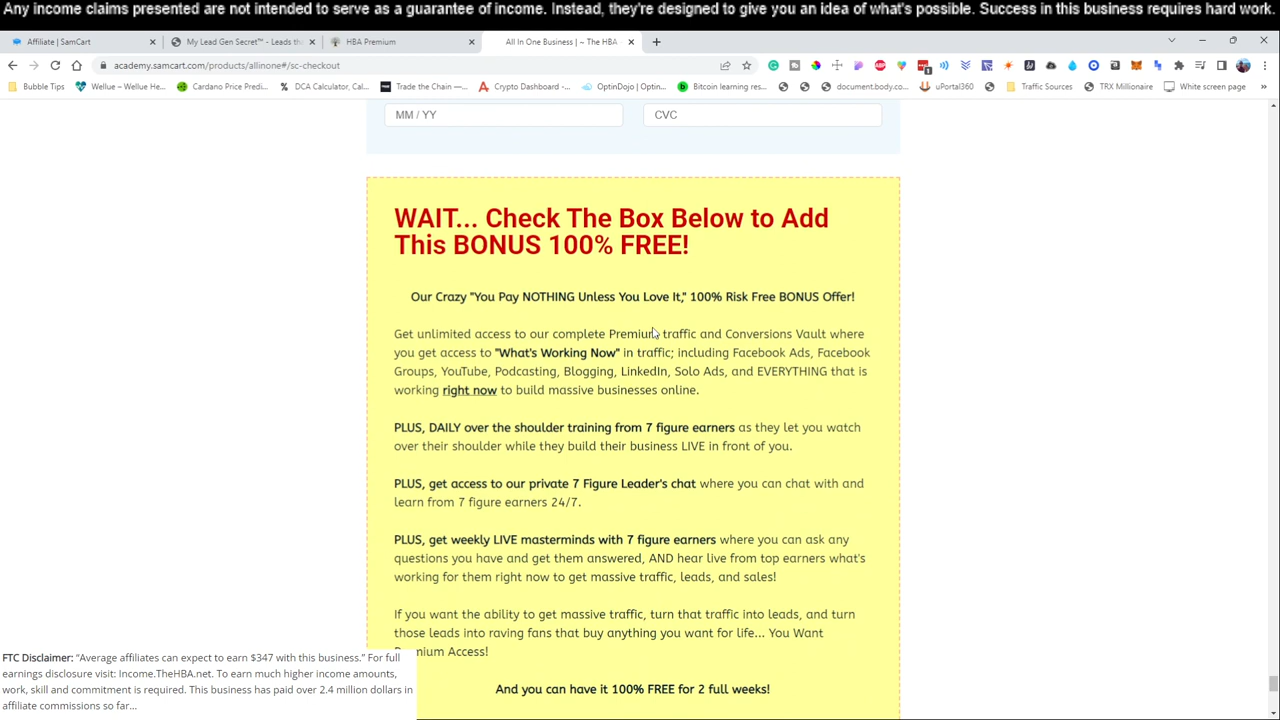 Any income claims presented are not intended to serve as a guarantee of income. Instead, they're designed to give you an idea of what's possible. Success in this business requires hard work.
Affiliate | SamCart
My Lead Gen Secret™ - Leads th
HBA Premium
All In One Business | ~ The HBA
academy.samcart.com/products/allinone#/sc-checkout
Bubble Tips
Wellue – Wellue He...
Cardano Price Predi...
DCA Calculator, Cal...
Trade the Chain —...
Crypto Dashboard -...
OptinDojo | Optin:...
Bitcoin learning res...
document.body.co...
uPortal360
Traffic Sources
TRX Millionaire
White screen page
MM / YY
CVC
WAIT... Check The Box Below to Add
This BONUS 100% FREE!
Our Crazy "You Pay NOTHING Unless You Love It," 100% Risk Free BONUS Offer!
Get unlimited access to our complete Premium traffic and Conversions Vault where
you get access to "What's Working Now" in traffic; including Facebook Ads, Facebook
Groups, YouTube, Podcasting, Blogging, LinkedIn, Solo Ads, and EVERYTHING that is
working right now to build massive businesses online.
PLUS, DAILY over the shoulder training from 7 figure earners as they let you watch
over their shoulder while they build their business LIVE in front of you.
PLUS, get access to our private 7 Figure Leader's chat where you can chat with and
learn from 7 figure earners 24/7.
PLUS, get weekly LIVE masterminds with 7 figure earners where you can ask any
questions you have and get them answered, AND hear live from top earners what's
working for them right now to get massive traffic, leads, and sales!
If you want the ability to get massive traffic, turn that traffic into leads, and turn
those leads into raving fans that buy anything you want for life... You Want
Premium Access!
And you can have it 100% FREE for 2 full weeks!
FTC Disclaimer: "Average affiliates can expect to earn $347 with this business." For full
earnings disclosure visit: Income.TheHBA.net. To earn much higher income amounts,
work, skill and commitment is required. This business has paid over 2.4 million dollars in
affiliate commissions so far...